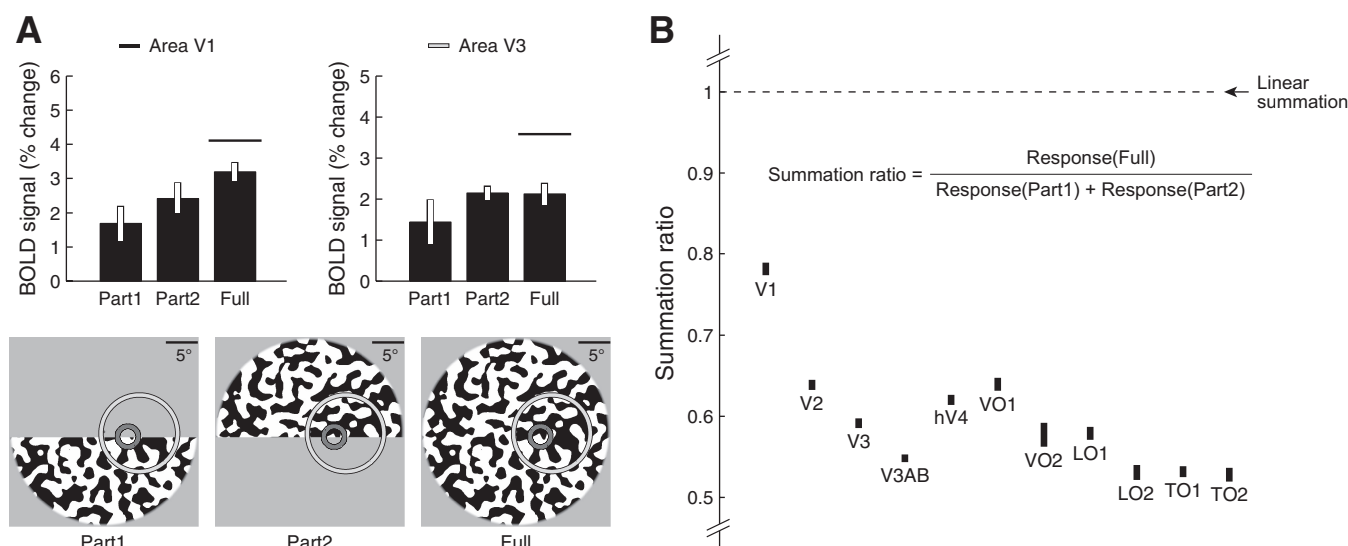 A
Area V1
Area V3
BOLD signal (% change)
6
5
4
3
2
1
0
Part1 Part2 Full
BOLD signal (% change)
5
4
3
2
1
0
Part1 Part2 Full
5°
5°
5°
Part1
Part2
Full
B
Summation ratio
1
0.9
0.8
0.7
0.6
0.5
Linear
summation
Summation ratio = Response(Full)
Response(Part1) + Response(Part2)
V1
V2
V3
V3AB
hV4
VO1
VO2
LO1
LO2
TO1
TO2